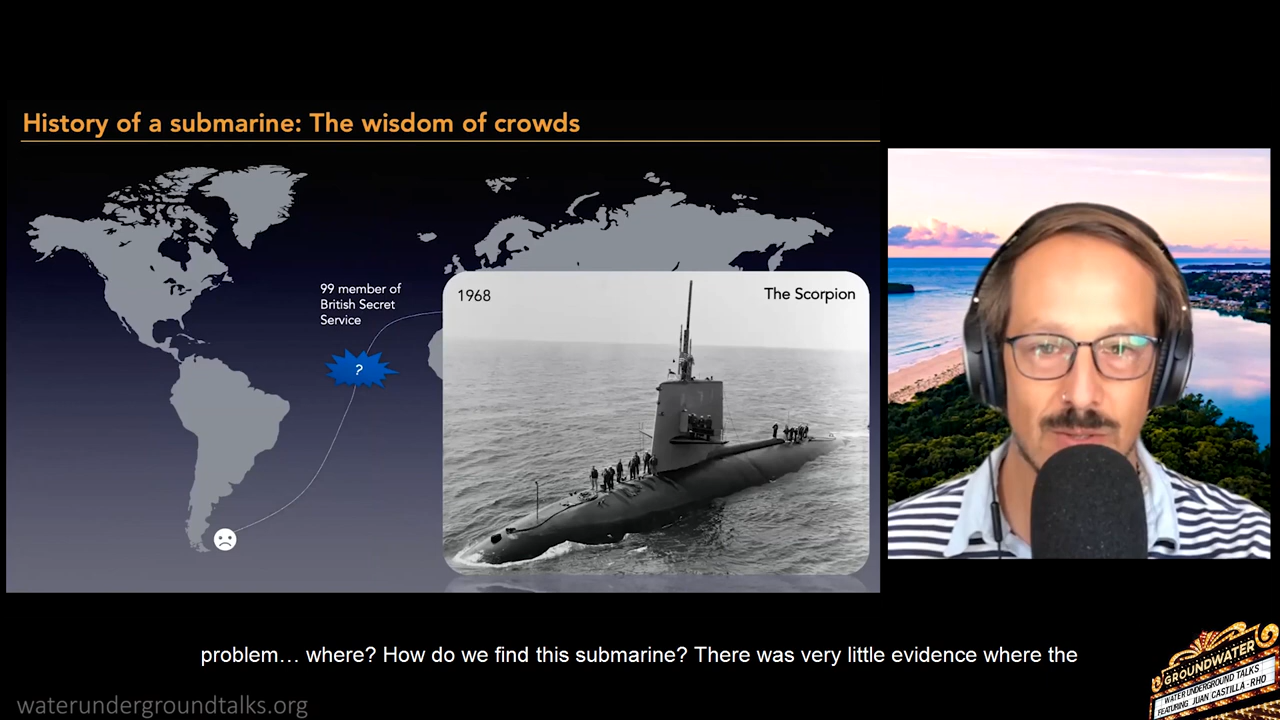 History of a submarine: The wisdom of crowds
99 member of
British Secret
Service
?
1968
The Scorpion
problem… where? How do we find this submarine? There was very little evidence where the
waterundergroundtalks.org
GROUNDWATER
WATER UNDERGROUND TALKS
FEATURING JUAN CASTILLA-RHO